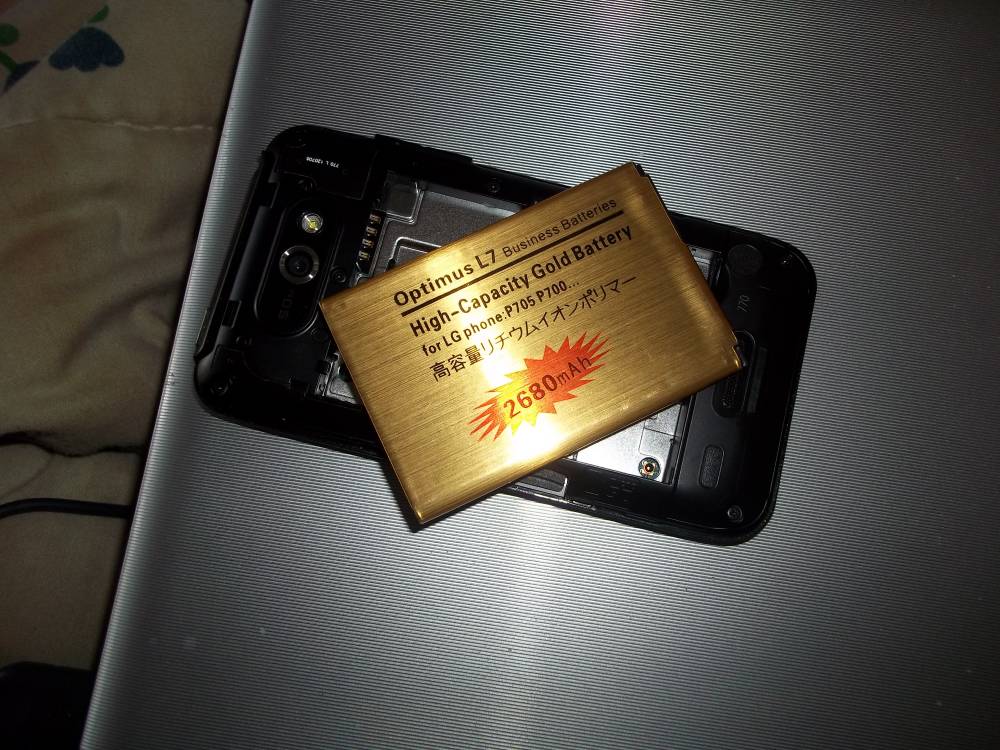 Optimus L7 Business Batteries
High-Capacity Gold Battery
for LG phone:P705 P700...
高容量リチウムイオンポリマー
2680mAh
770